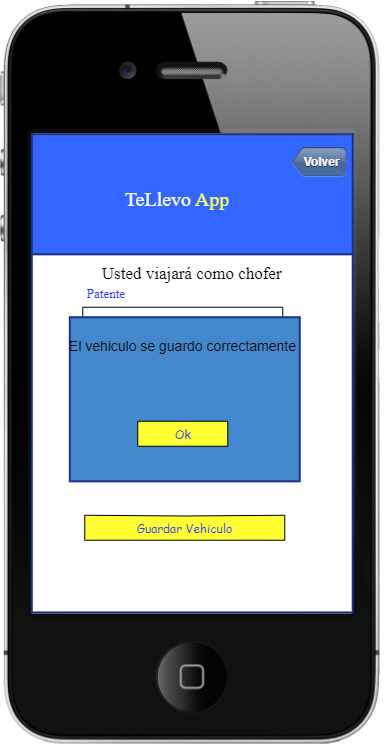 Volver
TeLlevo App
Usted viajará como chofer
Patente
El vehiculo se guardo correctamente
Ok
Guardar Vehiculo